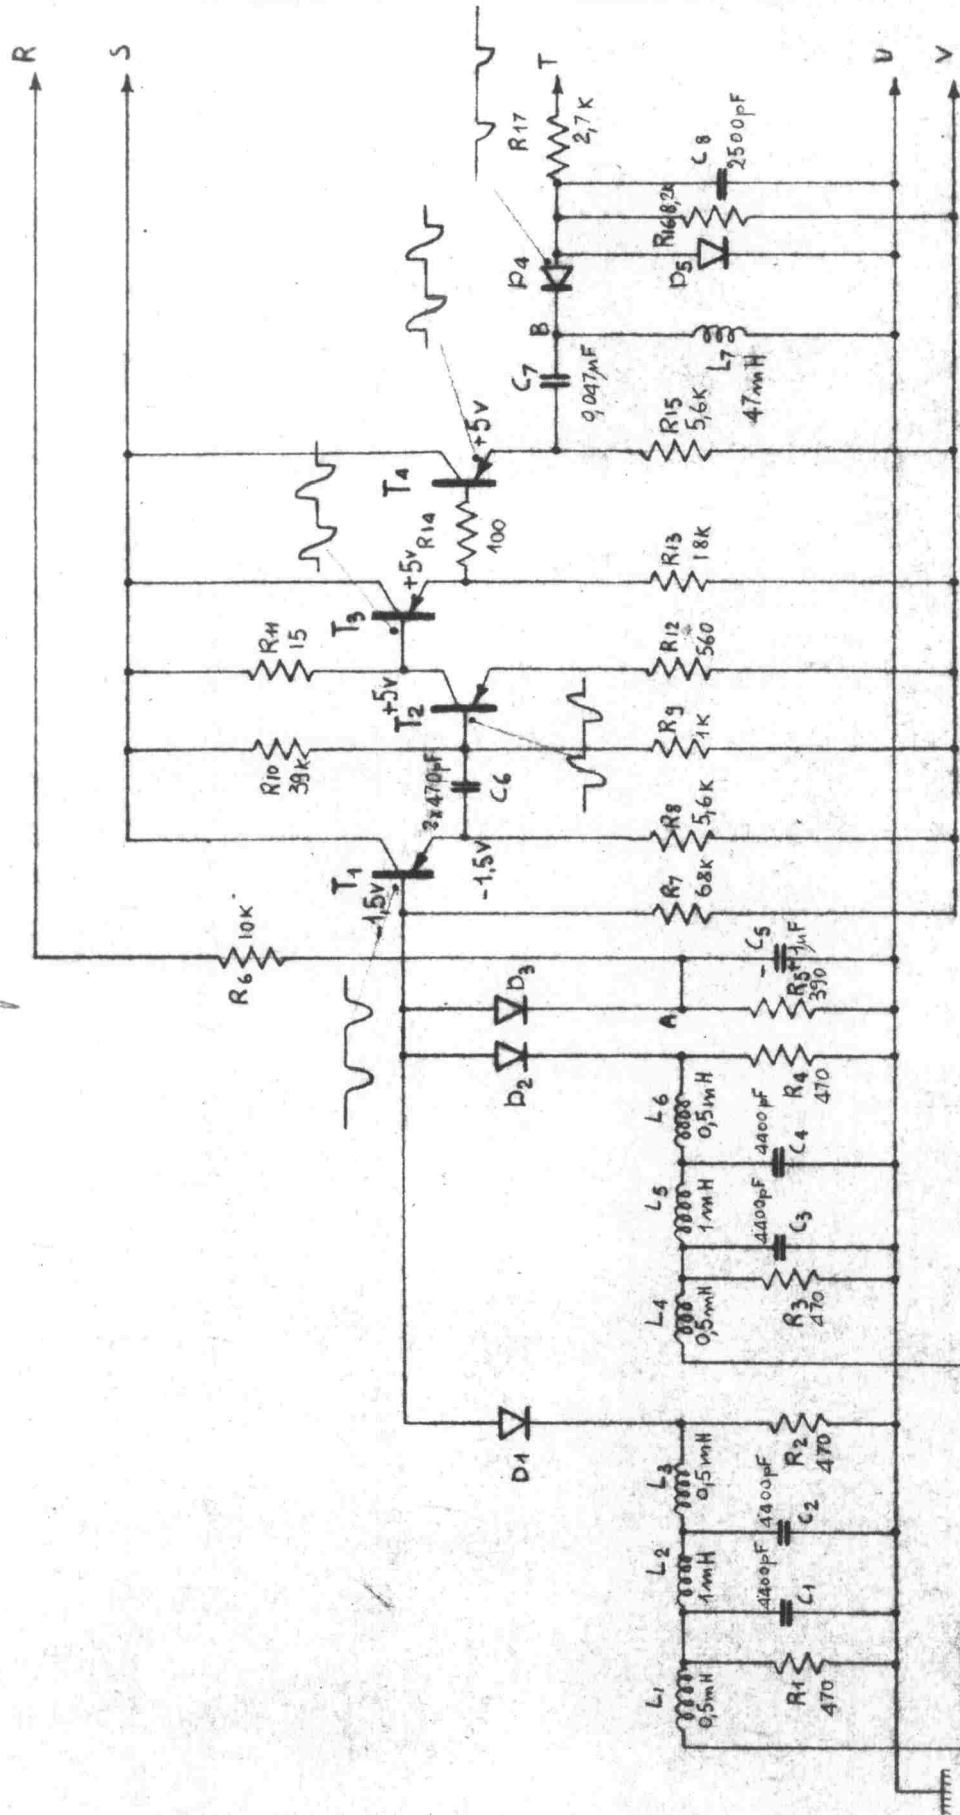 R
S
T
U
V
R6
10K
T1
-1,5v
-1,5v
2x470pF
C6
R10
39K
R11
15
+5v
T2
T3
+5v
R14
100
T4
+5v
C7
0,047µF
B
D4
R17
2,7K
D1
D2
D3
A
L1
0,5mH
L2
1mH
L3
0,5mH
L4
0,5mH
L5
1mH
L6
0,5mH
R1
470
C1
4400pF
C2
4400pF
R2
470
R3
470
C3
4400pF
C4
4400pF
R4
470
R5
390
-
+
C5
1µF
R7
68K
R8
5,6K
R9
1K
R12
560
R13
18K
R15
5,6K
L7
47mH
D5
R16
8,2K
C8
2500pF